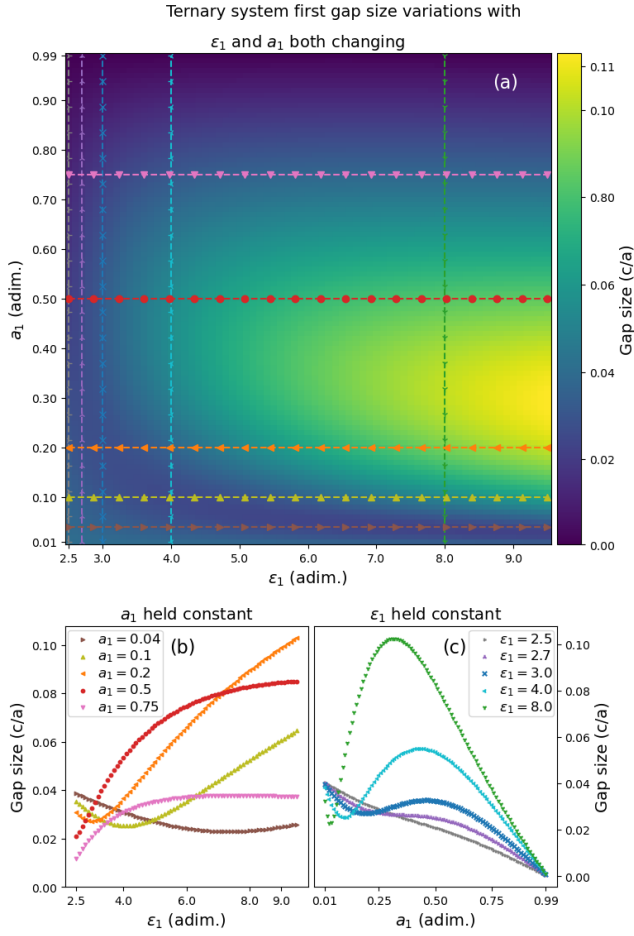 Ternary system first gap size variations with
ε₁ and a₁ both changing
(a)
0.99
0.90
0.80
0.70
0.60
0.50
0.40
0.30
0.20
0.10
0.01
a₁ (adim.)
2.5 3.0 4.0 5.0 6.0 7.0 8.0 9.0
ε₁ (adim.)
0.11
0.10
0.08
0.06
0.04
0.02
0.00
Gap size (c/a)
a₁ held constant
(b)
a₁ = 0.04
a₁ = 0.1
a₁ = 0.2
a₁ = 0.5
a₁ = 0.75
0.10
0.08
0.06
0.04
0.02
0.00
Gap size (c/a)
2.5 4.0 6.0 8.0 9.0
ε₁ (adim.)
ε₁ held constant
(c)
ε₁ = 2.5
ε₁ = 2.7
ε₁ = 3.0
ε₁ = 4.0
ε₁ = 8.0
0.10
0.08
0.06
0.04
0.02
0.00
Gap size (c/a)
0.01 0.25 0.50 0.75 0.99
a₁ (adim.)